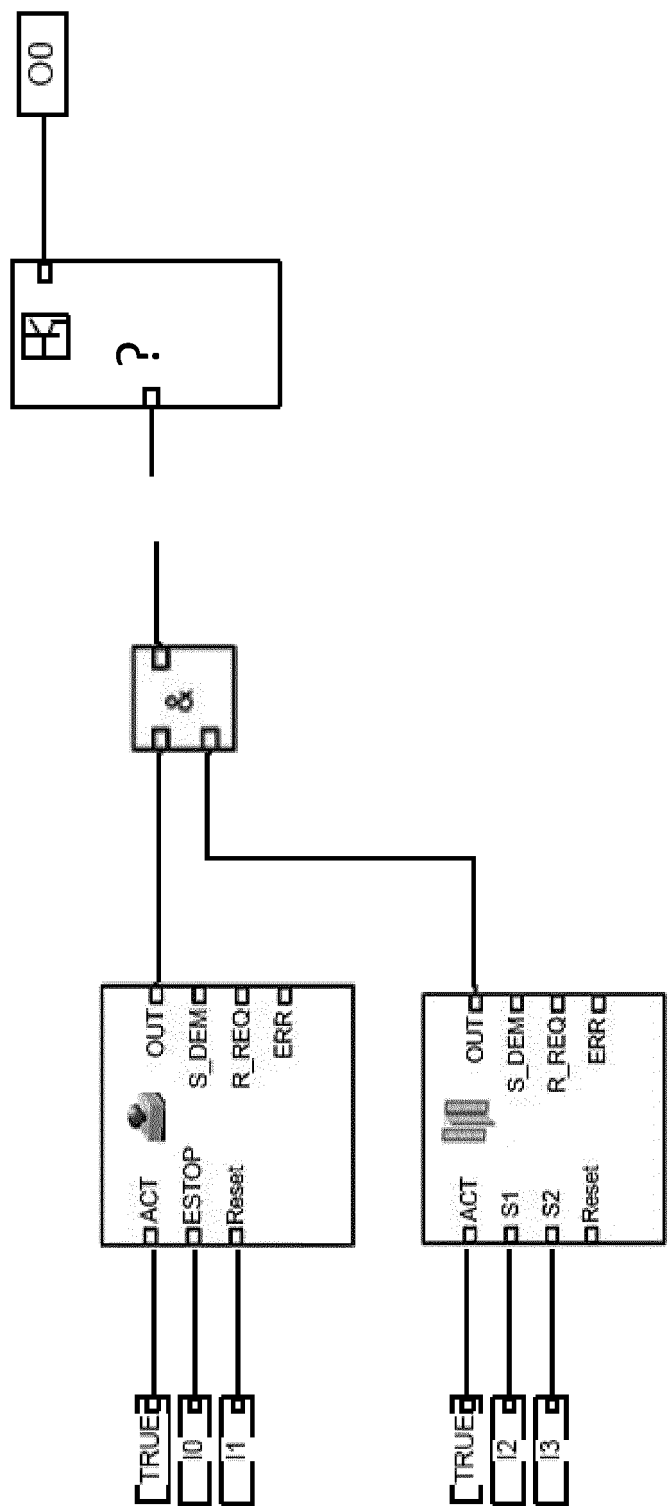 TRUE
I0
I1
ACT
ESTOP
Reset
OUT
S_DEM
R_REQ
ERR
TRUE
I2
I3
ACT
S1
S2
Reset
OUT
S_DEM
R_REQ
ERR
&
?
O0